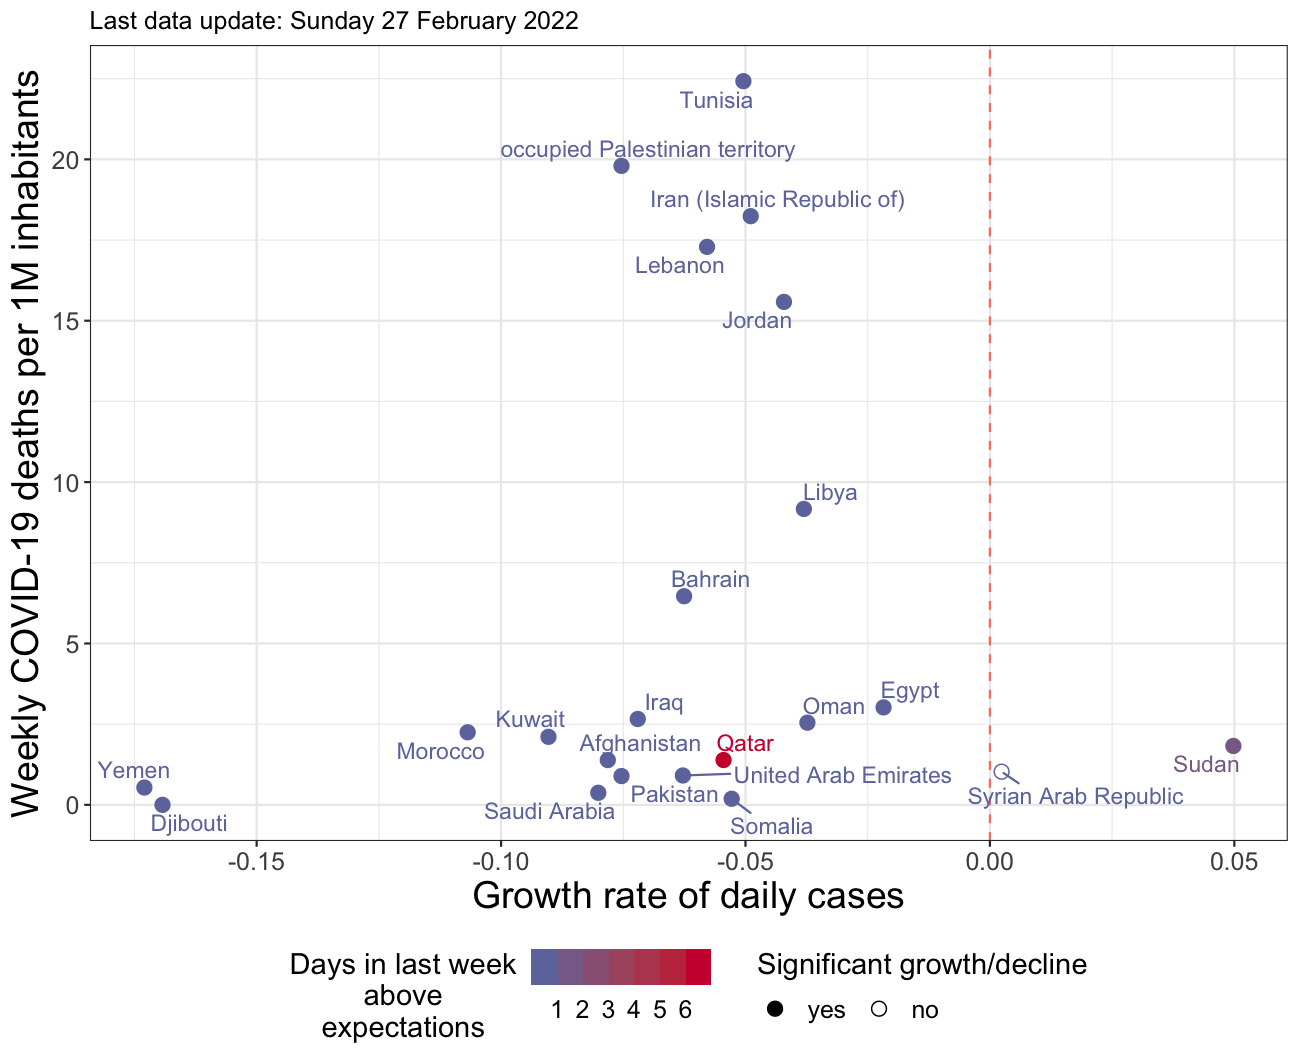 Last data update: Sunday 27 February 2022
Weekly COVID-19 deaths per 1M inhabitants
20
15
10
5
0
Tunisia
occupied Palestinian territory
Iran (Islamic Republic of)
Lebanon
Jordan
Libya
Bahrain
Egypt
Iraq
Oman
Kuwait
Afghanistan
Qatar
Morocco
Sudan
Yemen
United Arab Emirates
Pakistan
Syrian Arab Republic
Saudi Arabia
Djibouti
Somalia
-0.15
-0.10
-0.05
0.00
0.05
Growth rate of daily cases
Days in last week
above
expectations
1 2 3 4 5 6
Significant growth/decline
yes
no